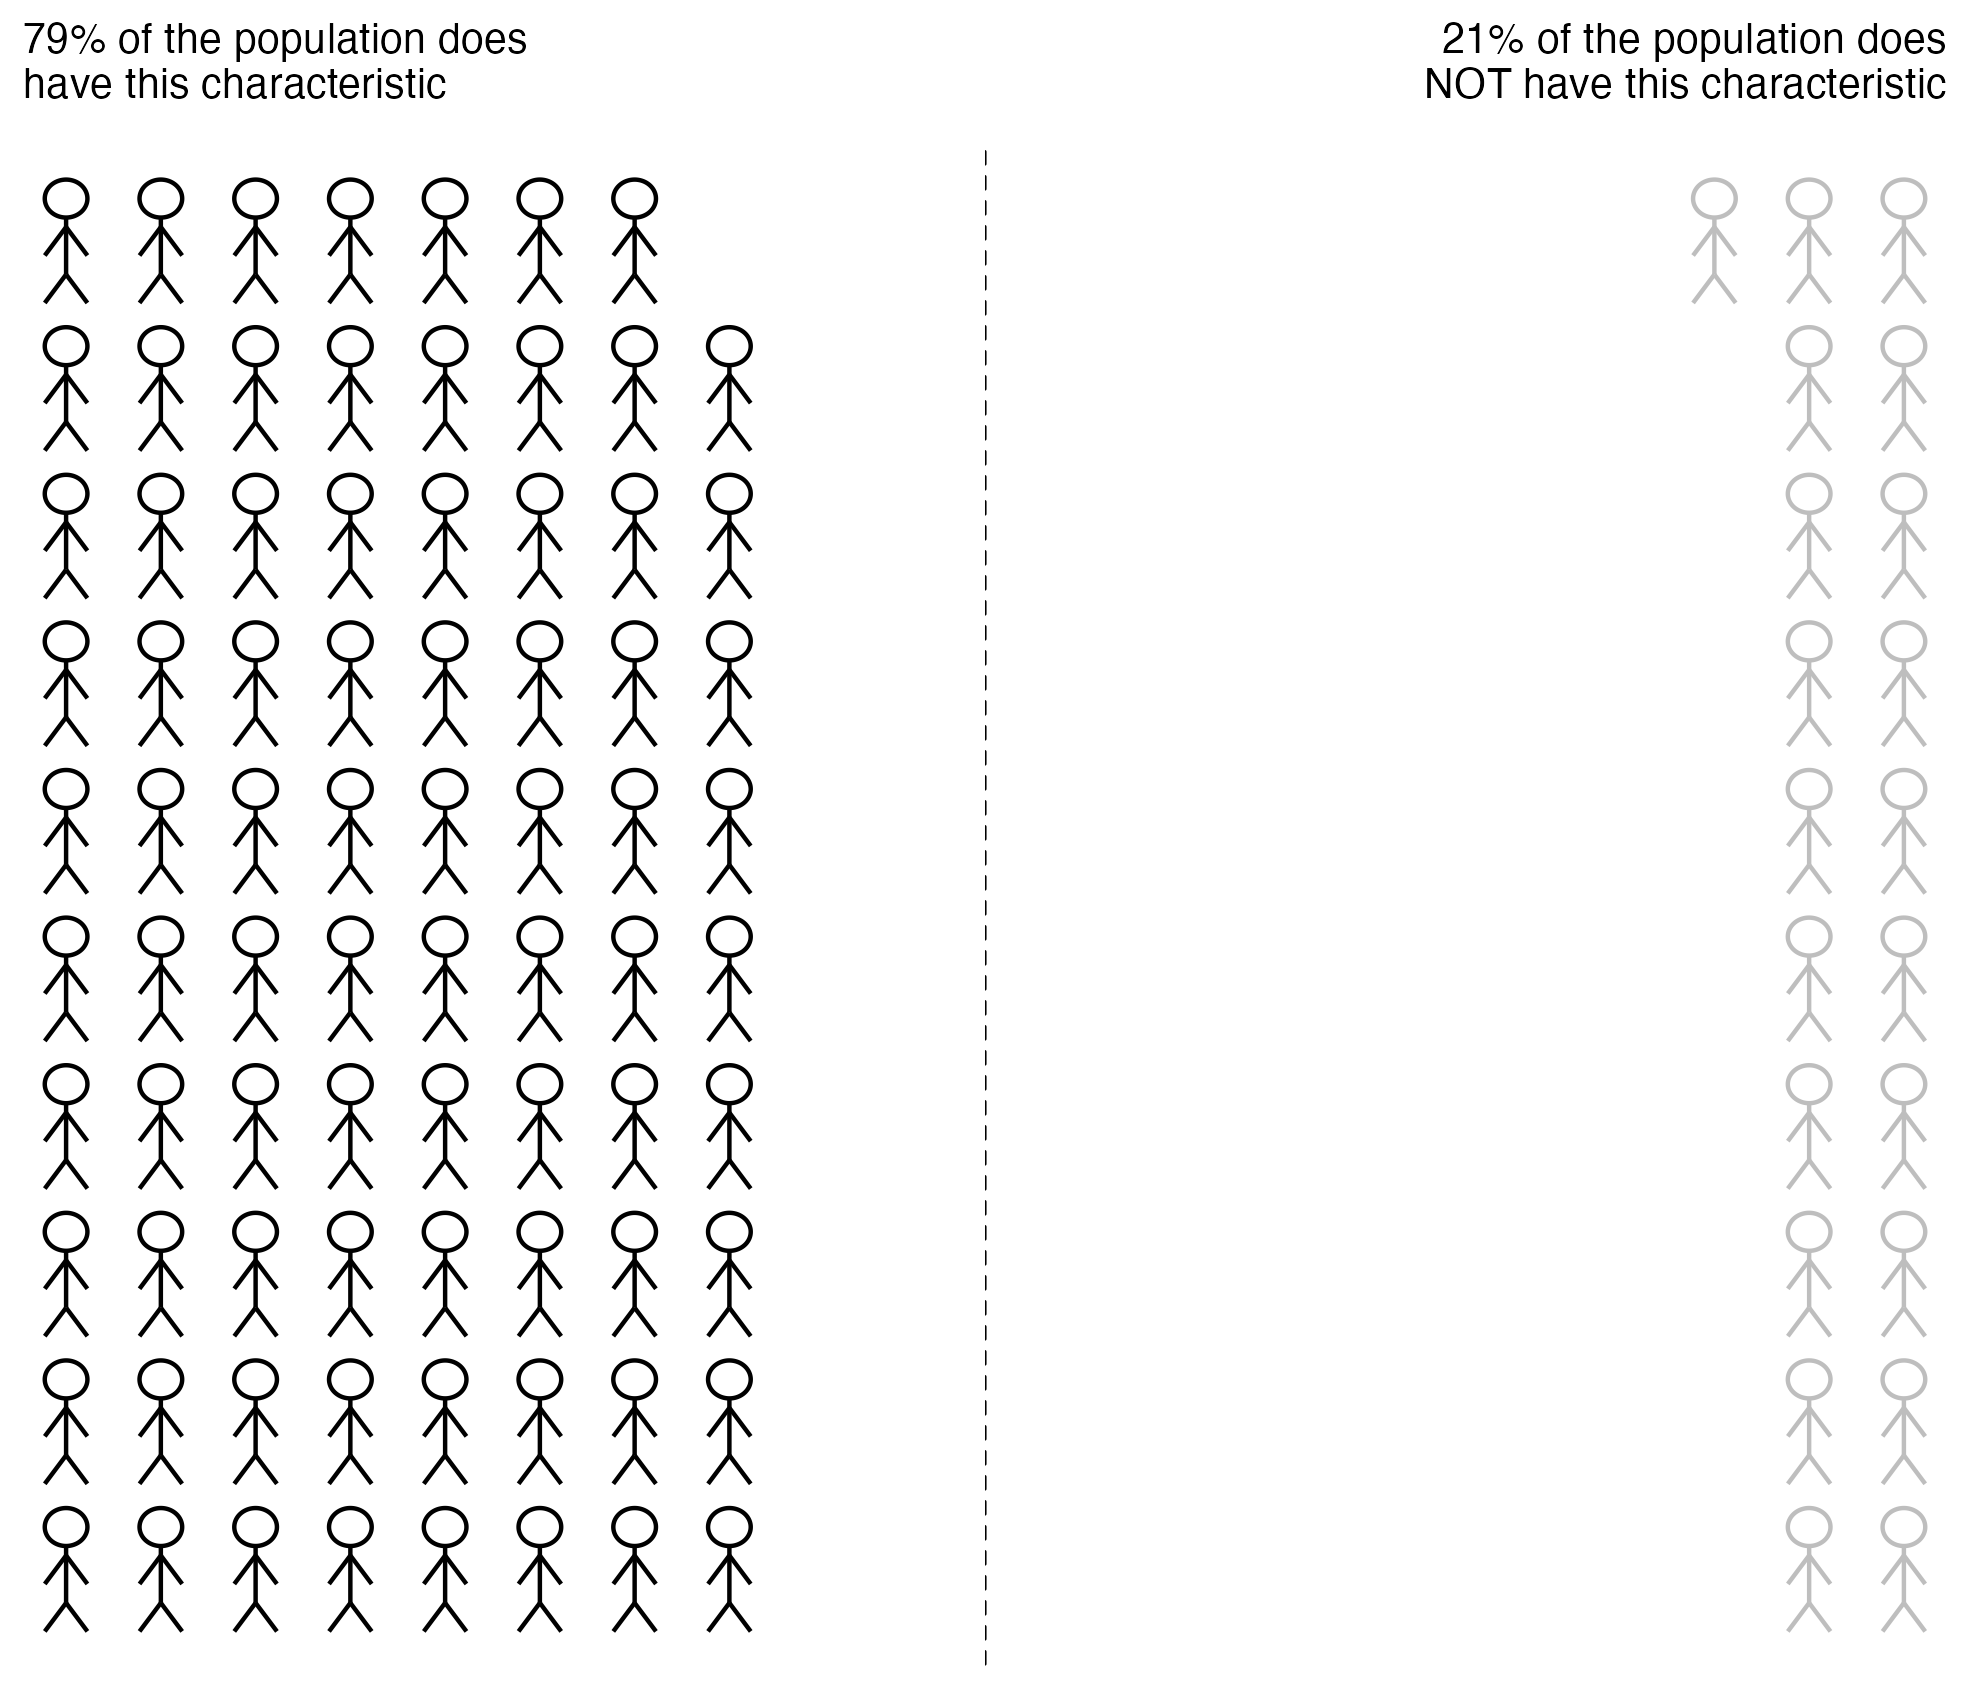 79% of the population does
have this characteristic
21% of the population does
NOT have this characteristic